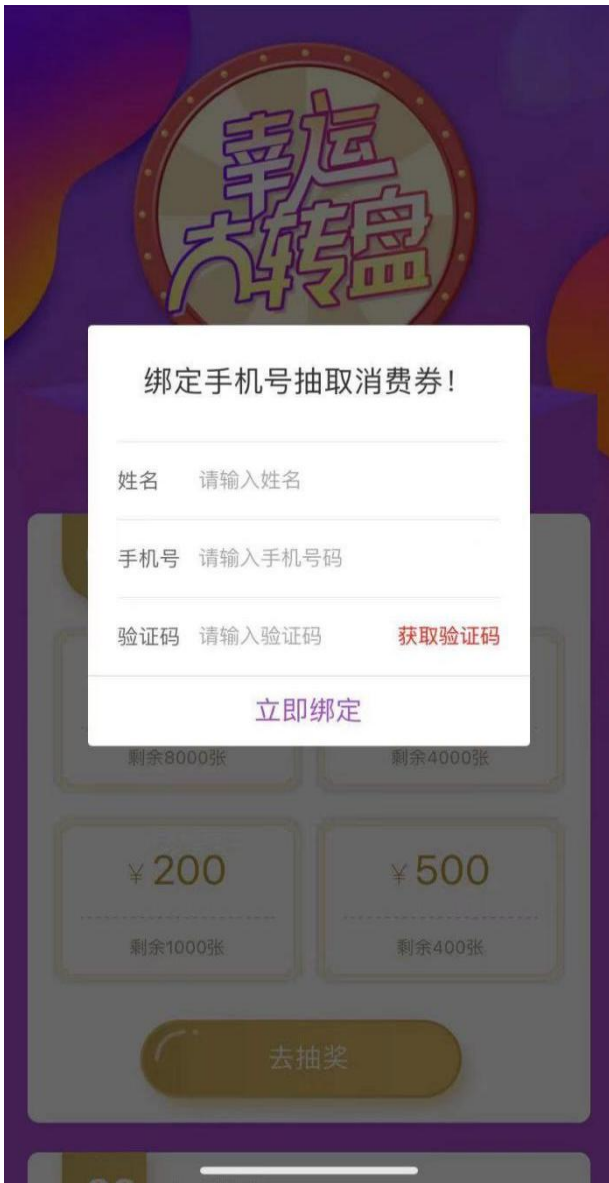 幸运
大转盘
绑定手机号抽取消费券!
姓名 请输入姓名
手机号 请输入手机号码
验证码 请输入验证码 获取验证码
立即绑定
剩余8000张 剩余4000张
¥200 ¥500
剩余1000张 剩余400张
去抽奖